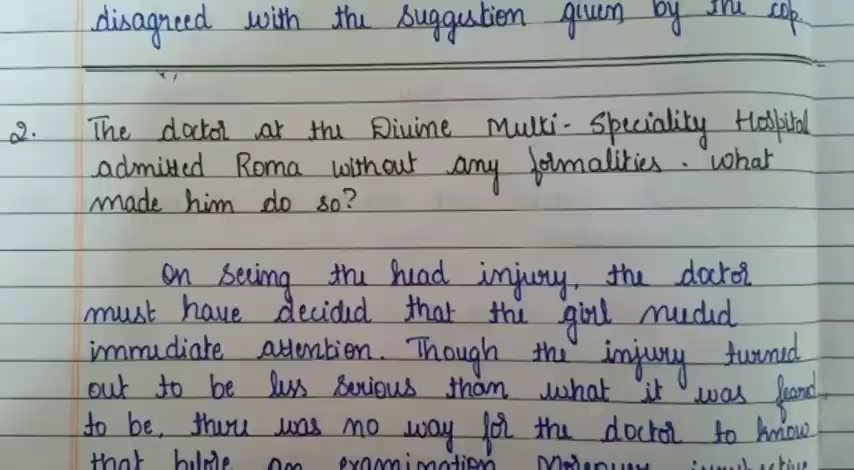 disagreed with the suggestion given by the cop.
2. The doctor at the Divine Multi-Speciality Hospital
admitted Roma without any formalities. What
made him do so?
On seeing the head injury, the doctor
must have decided that the girl needed
immediate attention. Though the injury turned
out to be less serious than what it was feared
to be, there was no way for the doctor to know
that before an examination